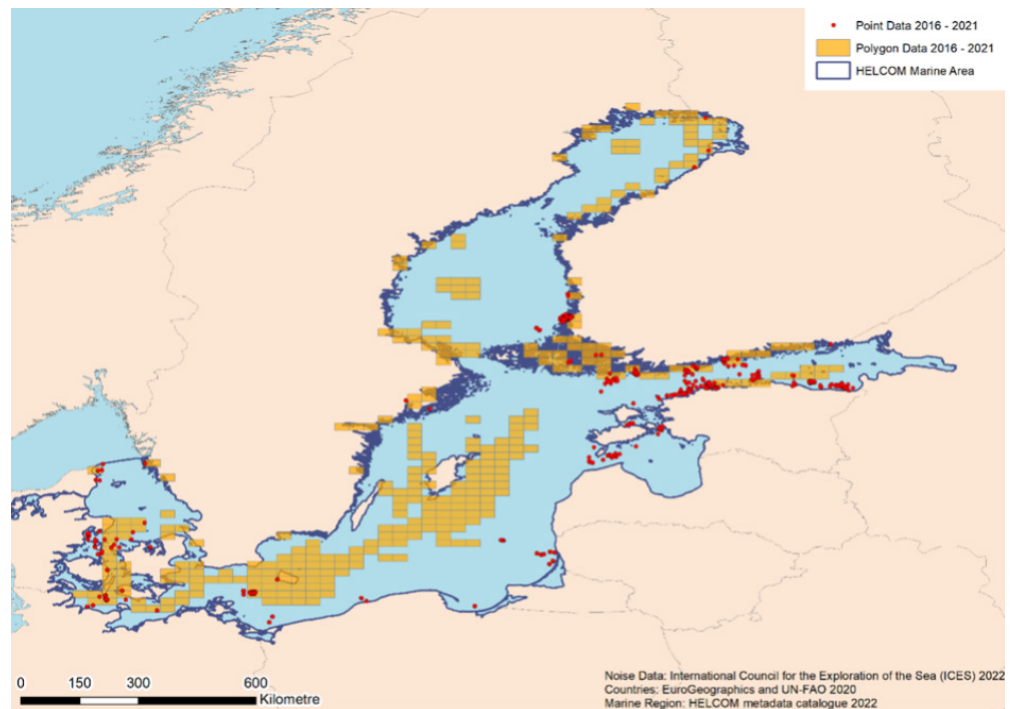 Point Data 2016 - 2021
Polygon Data 2016 - 2021
HELCOM Marine Area
0 150 300 600
Kilometre
Noise Data: International Council for the Exploration of the Sea (ICES) 2022
Countries: EuroGeographics and UN-FAO 2020
Marine Region: HELCOM metadata catalogue 2022